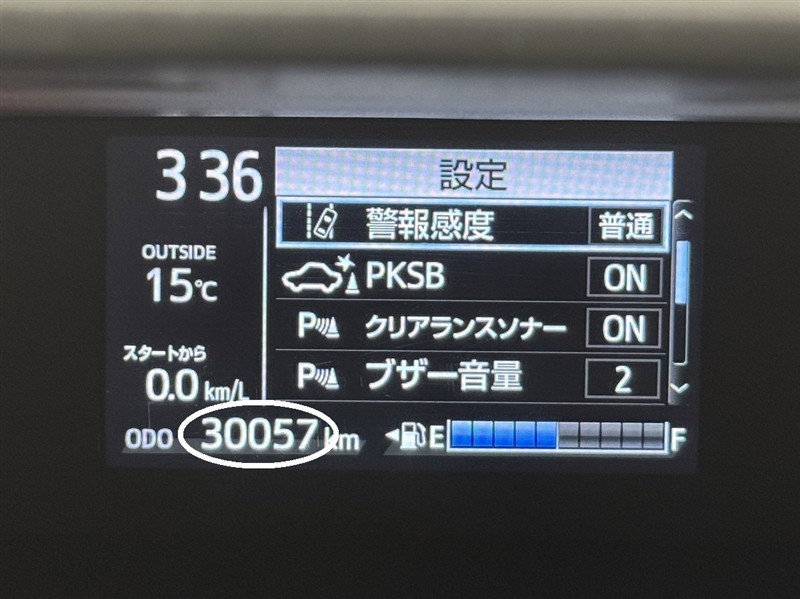 3 36
OUTSIDE
15℃
スタートから
0.0 km/L
ODO 30057 km
設定
警報感度 普通
PKSB ON
P クリアランスソナー ON
P ブザー音量 2
E F